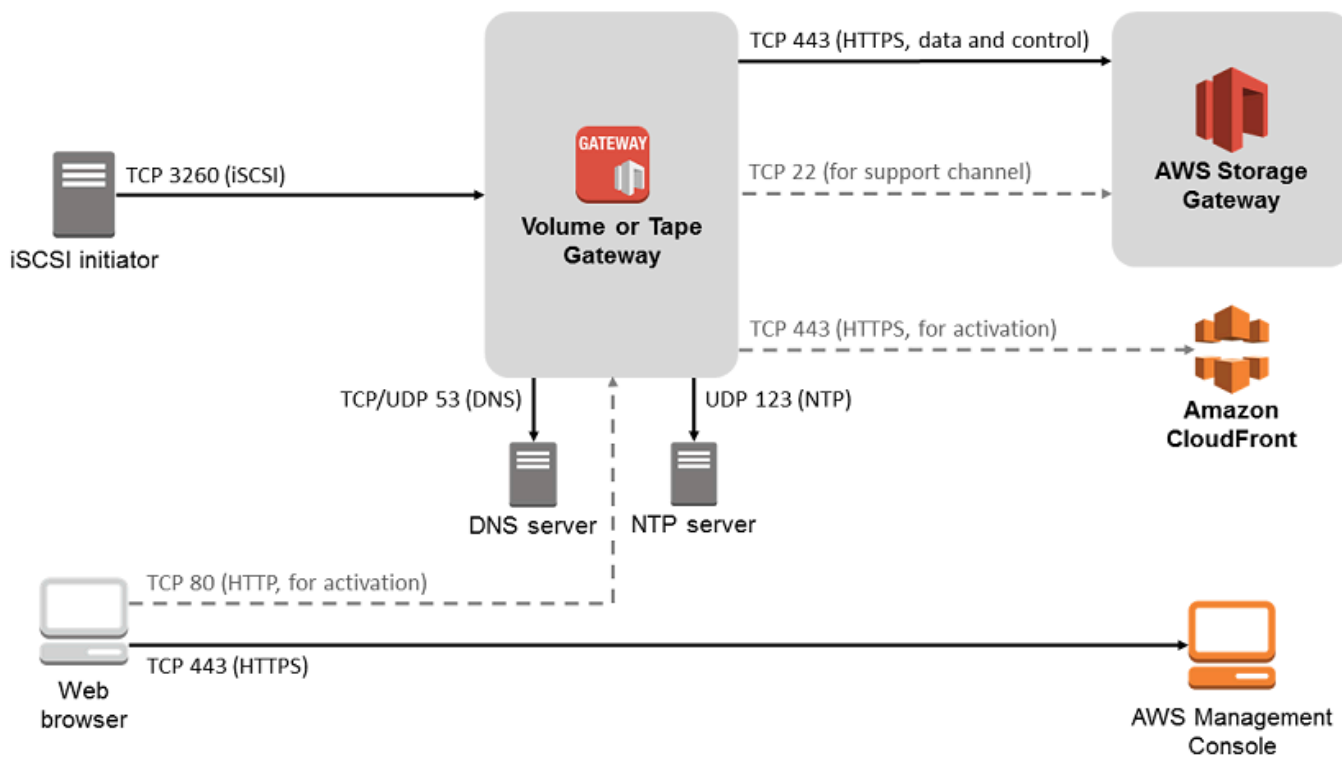 TCP 443 (HTTPS, data and control)
GATEWAY
TCP 3260 (iSCSI)
TCP 22 (for support channel)
AWS Storage
Gateway
Volume or Tape
Gateway
iSCSI initiator
TCP 443 (HTTPS, for activation)
TCP/UDP 53 (DNS)
UDP 123 (NTP)
Amazon
CloudFront
DNS server
NTP server
TCP 80 (HTTP, for activation)
TCP 443 (HTTPS)
Web
browser
AWS Management
Console